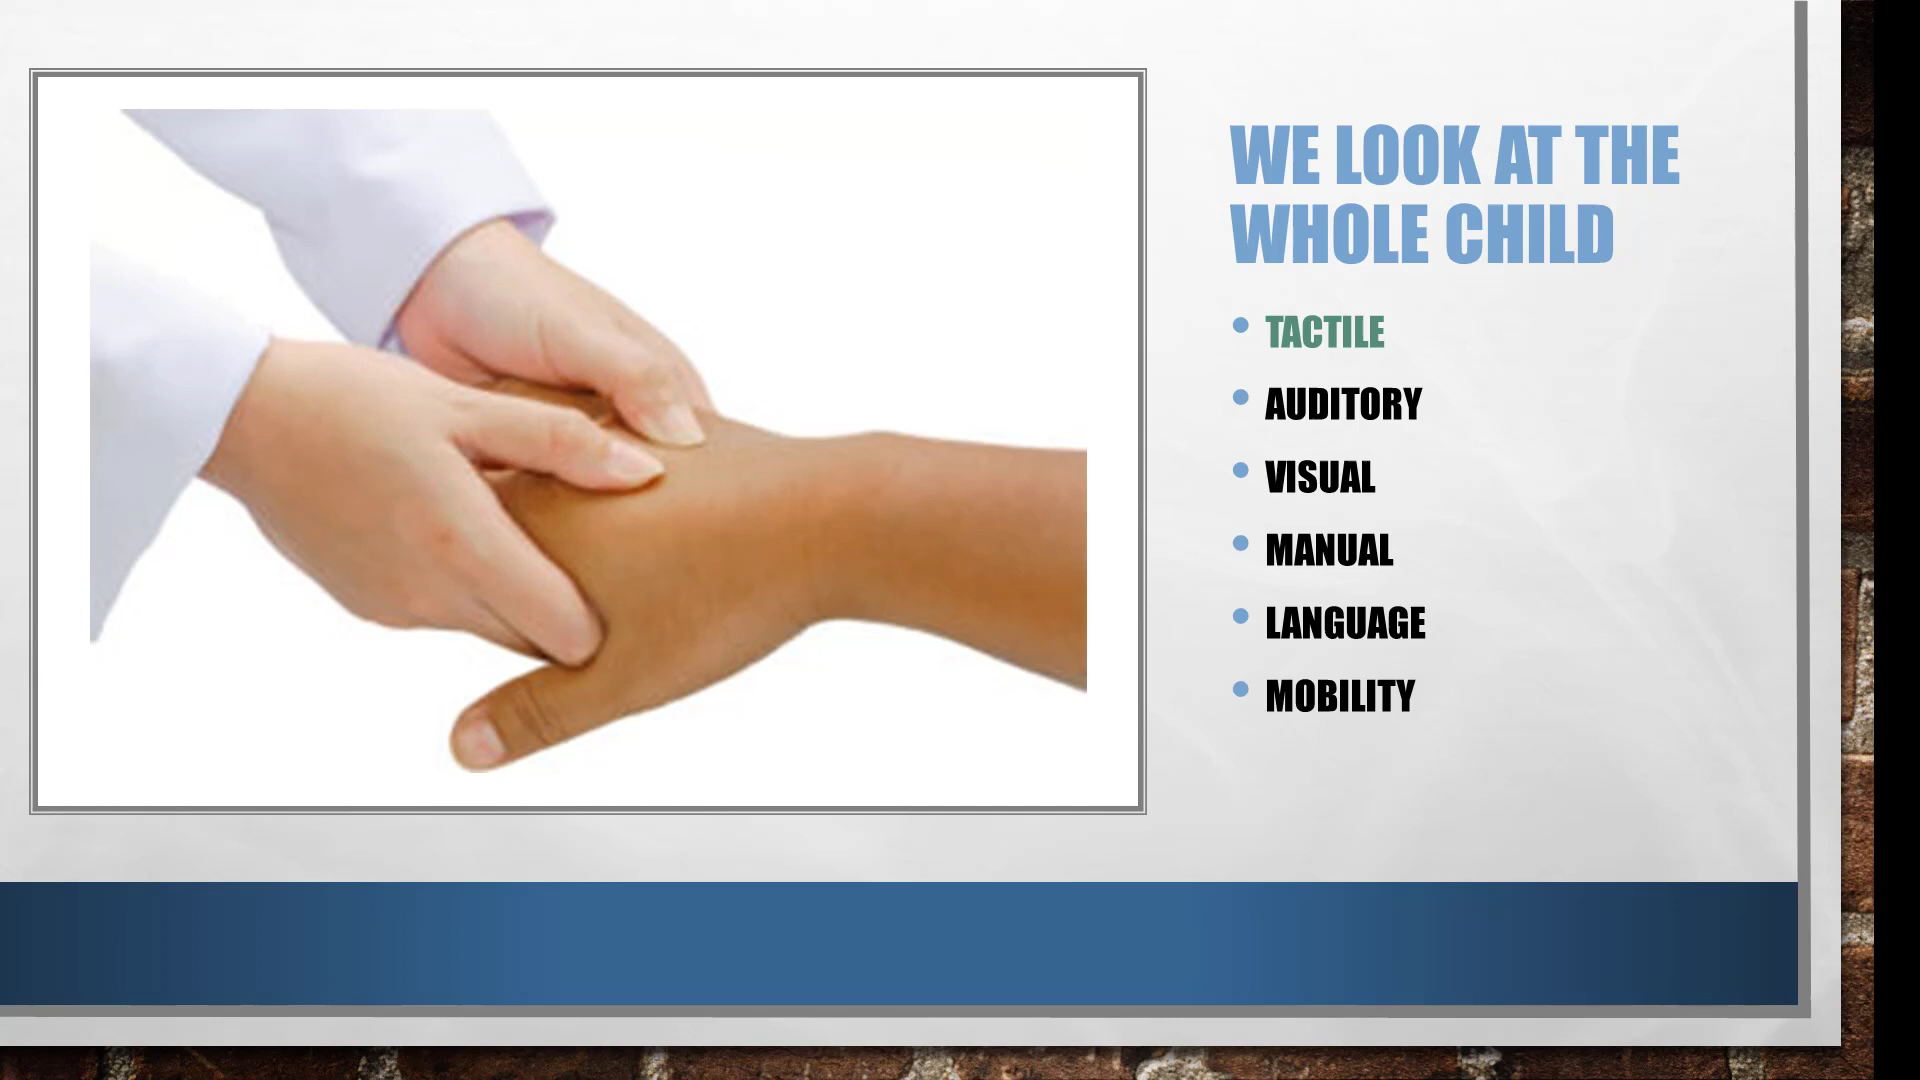 WE LOOK AT THE
WHOLE CHILD
• TACTILE
• AUDITORY
• VISUAL
• MANUAL
• LANGUAGE
• MOBILITY